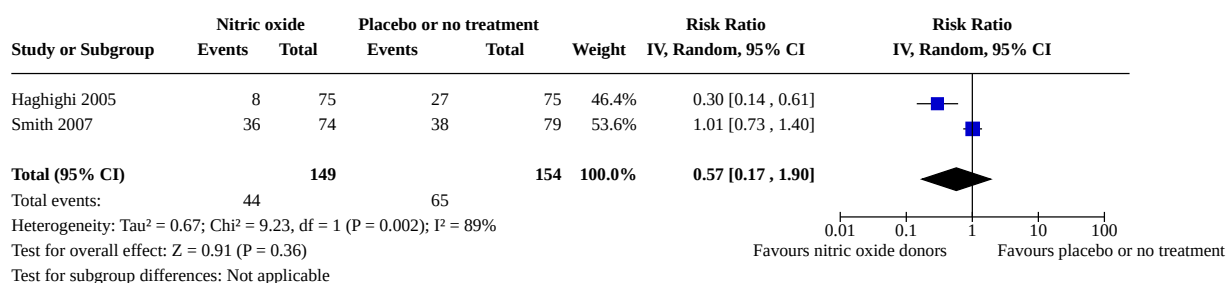 Nitric oxide Placebo or no treatment Risk Ratio Risk Ratio
Study or Subgroup Events Total Events Total Weight IV, Random, 95% CI IV, Random, 95% CI
Haghighi 2005 8 75 27 75 46.4% 0.30 [0.14 , 0.61]
Smith 2007 36 74 38 79 53.6% 1.01 [0.73 , 1.40]
Total (95% CI) 149 154 100.0% 0.57 [0.17 , 1.90]
Total events: 44 65
Heterogeneity: Tau² = 0.67; Chi² = 9.23, df = 1 (P = 0.002); I² = 89%
0.01 0.1 1 10 100
Test for overall effect: Z = 0.91 (P = 0.36) Favours nitric oxide donors Favours placebo or no treatment
Test for subgroup differences: Not applicable